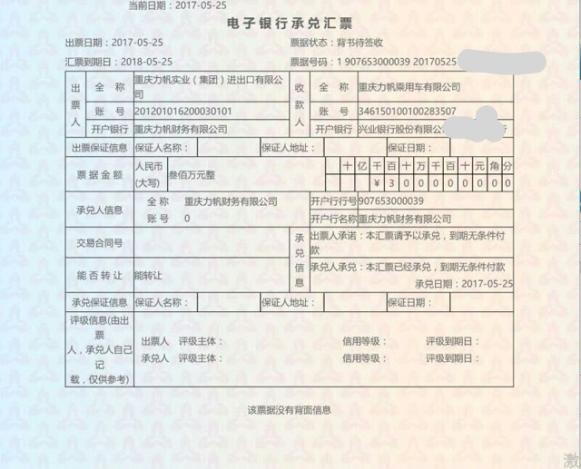 当前日期：2017-05-25
电子银行承兑汇票
出票日期：2017-05-25 票据状态：背书待签收
汇票到期日：2018-05-25 票据号码：1 907653000039 20170525
出票人 全 称 重庆力帆实业（集团）进出口有限公司 收款人 全 称 重庆力帆乘用车有限公司
账 号 201201016200030101 账 号 346150100100283507
开户银行 重庆力帆财务有限公司 开户银行 兴业银行股份有限公
出票保证信息 保证人名称： 保证人地址： 保证日期：
票据金额 人民币(大写) 叁佰万元整 十亿千百十万千百十元角分
¥300000000
承兑人信息 全 称 重庆力帆财务有限公司 开户行行号 907653000039
账 号 0 开户行名称 重庆力帆财务有限公司
交易合同号 承兑信息 出票人承诺：本汇票请予以承兑，到期无条件付款
能否转让 能转让 承兑人承兑：本汇票已经承兑，到期无条件付款
承兑日期：2017-05-25
承兑保证信息 保证人名称： 保证人地址： 保证日期：
评级信息(由出票
人，承兑人自己记
载，仅供参考)
出票人 评级主体： 信用等级： 评级到期日：
承兑人 评级主体： 信用等级： 评级到期日：
该票据没有背面信息
激